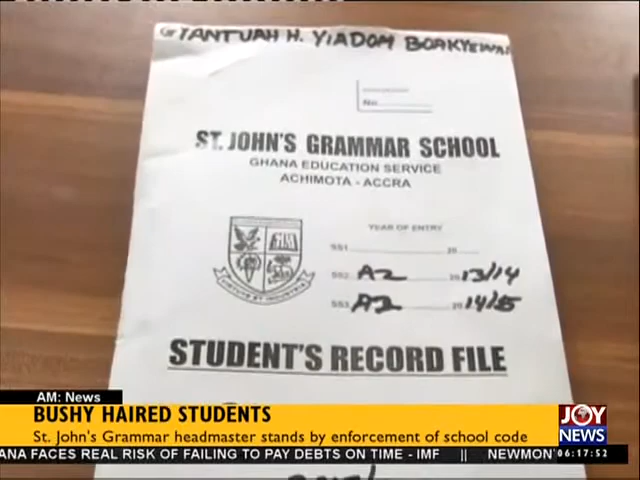 TANTUAH H. YIADOM BOAKYEWAA
No.
ST. JOHN'S GRAMMAR SCHOOL
GHANA EDUCATION SERVICE
ACHIMOTA - ACCRA
YEAR OF ENTRY
SS1 20
SS2 A2 20 13/14
SS3 A2 20 14/15
STUDENT'S RECORD FILE
AM: News
BUSHY HAIRED STUDENTS
St. John's Grammar headmaster stands by enforcement of school code
JOY NEWS
ANA FACES REAL RISK OF FAILING TO PAY DEBTS ON TIME - IMF || NEWMON
06:17:52